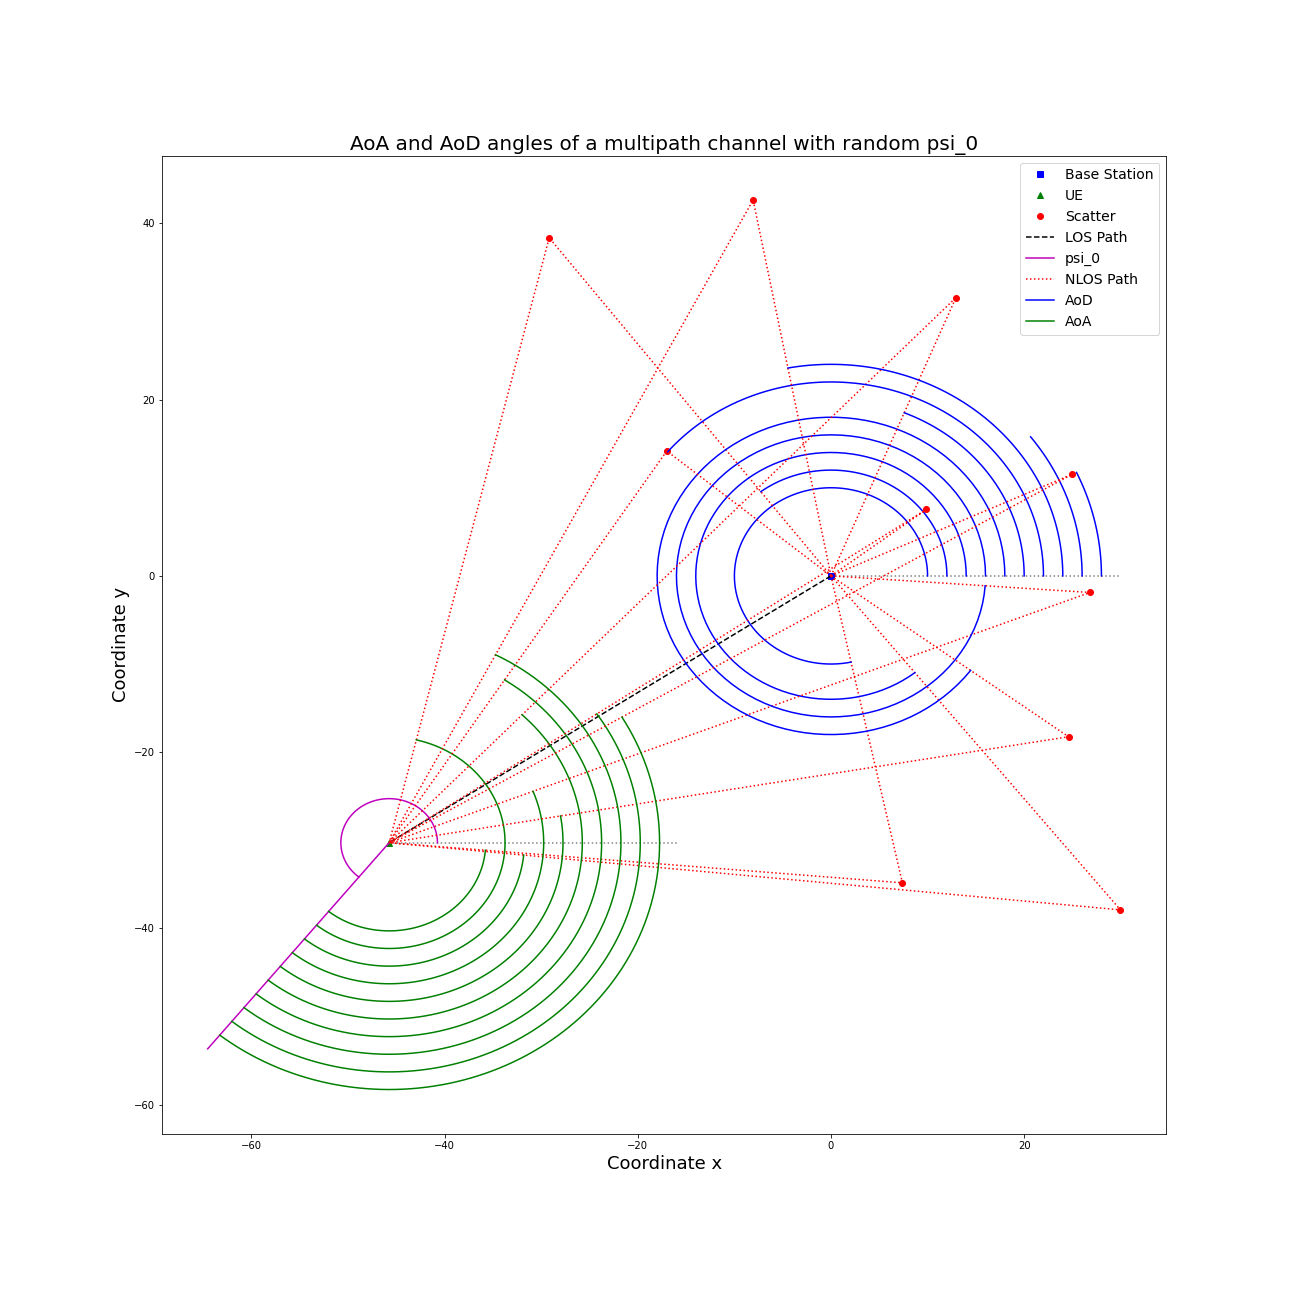 AoA and AoD angles of a multipath channel with random psi_0
Base Station
UE
Scatter
LOS Path
psi_0
NLOS Path
AoD
AoA
40
20
0
−20
−40
−60
Coordinate y
−60
−40
−20
0
20
Coordinate x